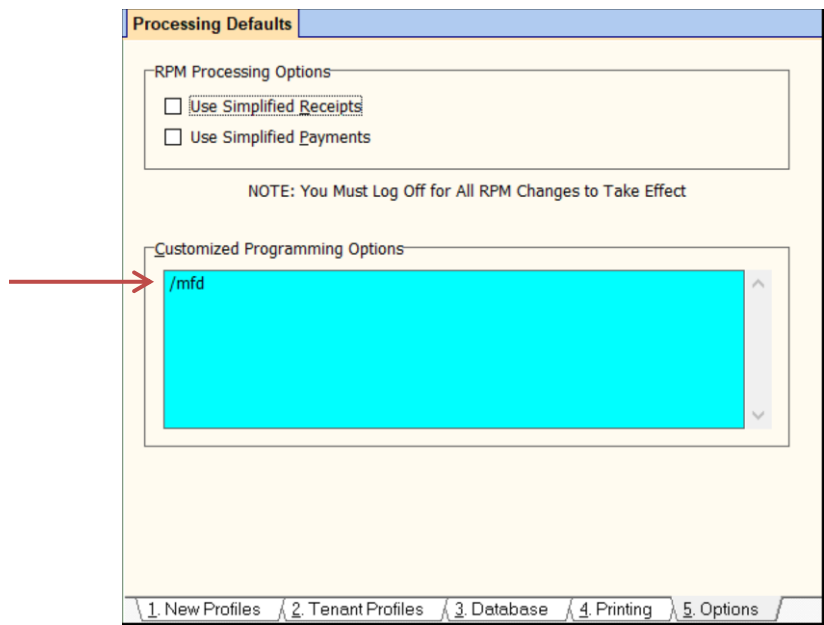 Processing Defaults
RPM Processing Options
Use Simplified Receipts
Use Simplified Payments
NOTE: You Must Log Off for All RPM Changes to Take Effect
Customized Programming Options
/mfd
1. New Profiles 2. Tenant Profiles 3. Database 4. Printing 5. Options